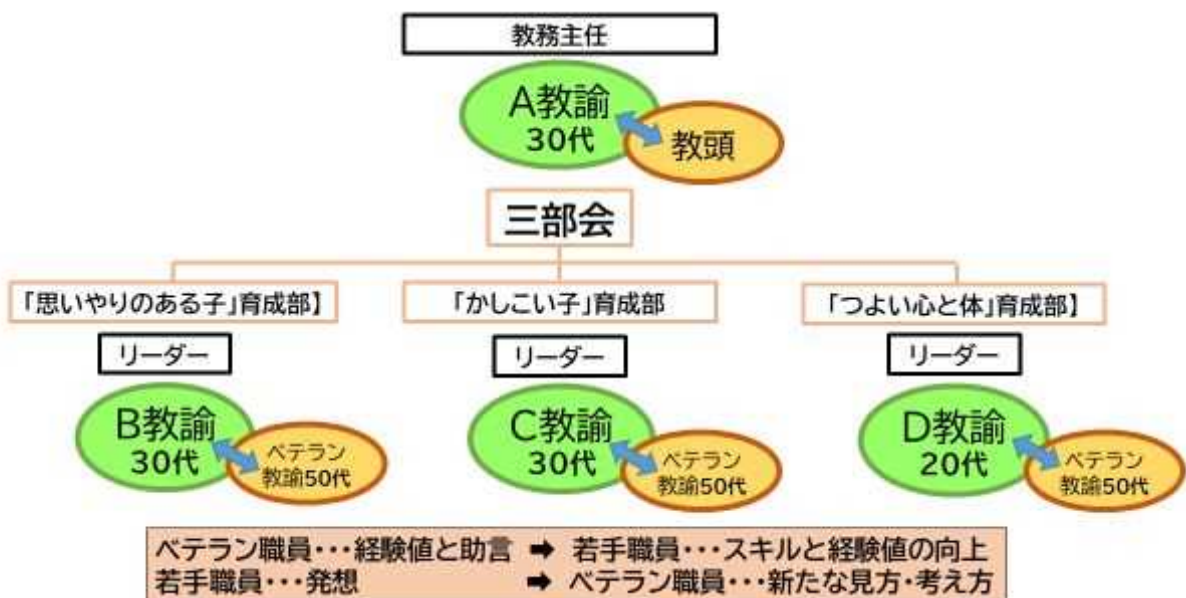 教務主任
A教諭
30代
教頭
三部会
「思いやりのある子」育成部】
「かしこい子」育成部
「つよい心と体」育成部】
リーダー
リーダー
リーダー
B教諭
30代
ベテラン
教諭50代
C教諭
30代
ベテラン
教諭50代
D教諭
20代
ベテラン
教諭50代
ベテラン職員・・・経験値と助言 ➡ 若手職員・・・スキルと経験値の向上
若手職員・・・発想 ➡ ベテラン職員・・・新たな見方・考え方